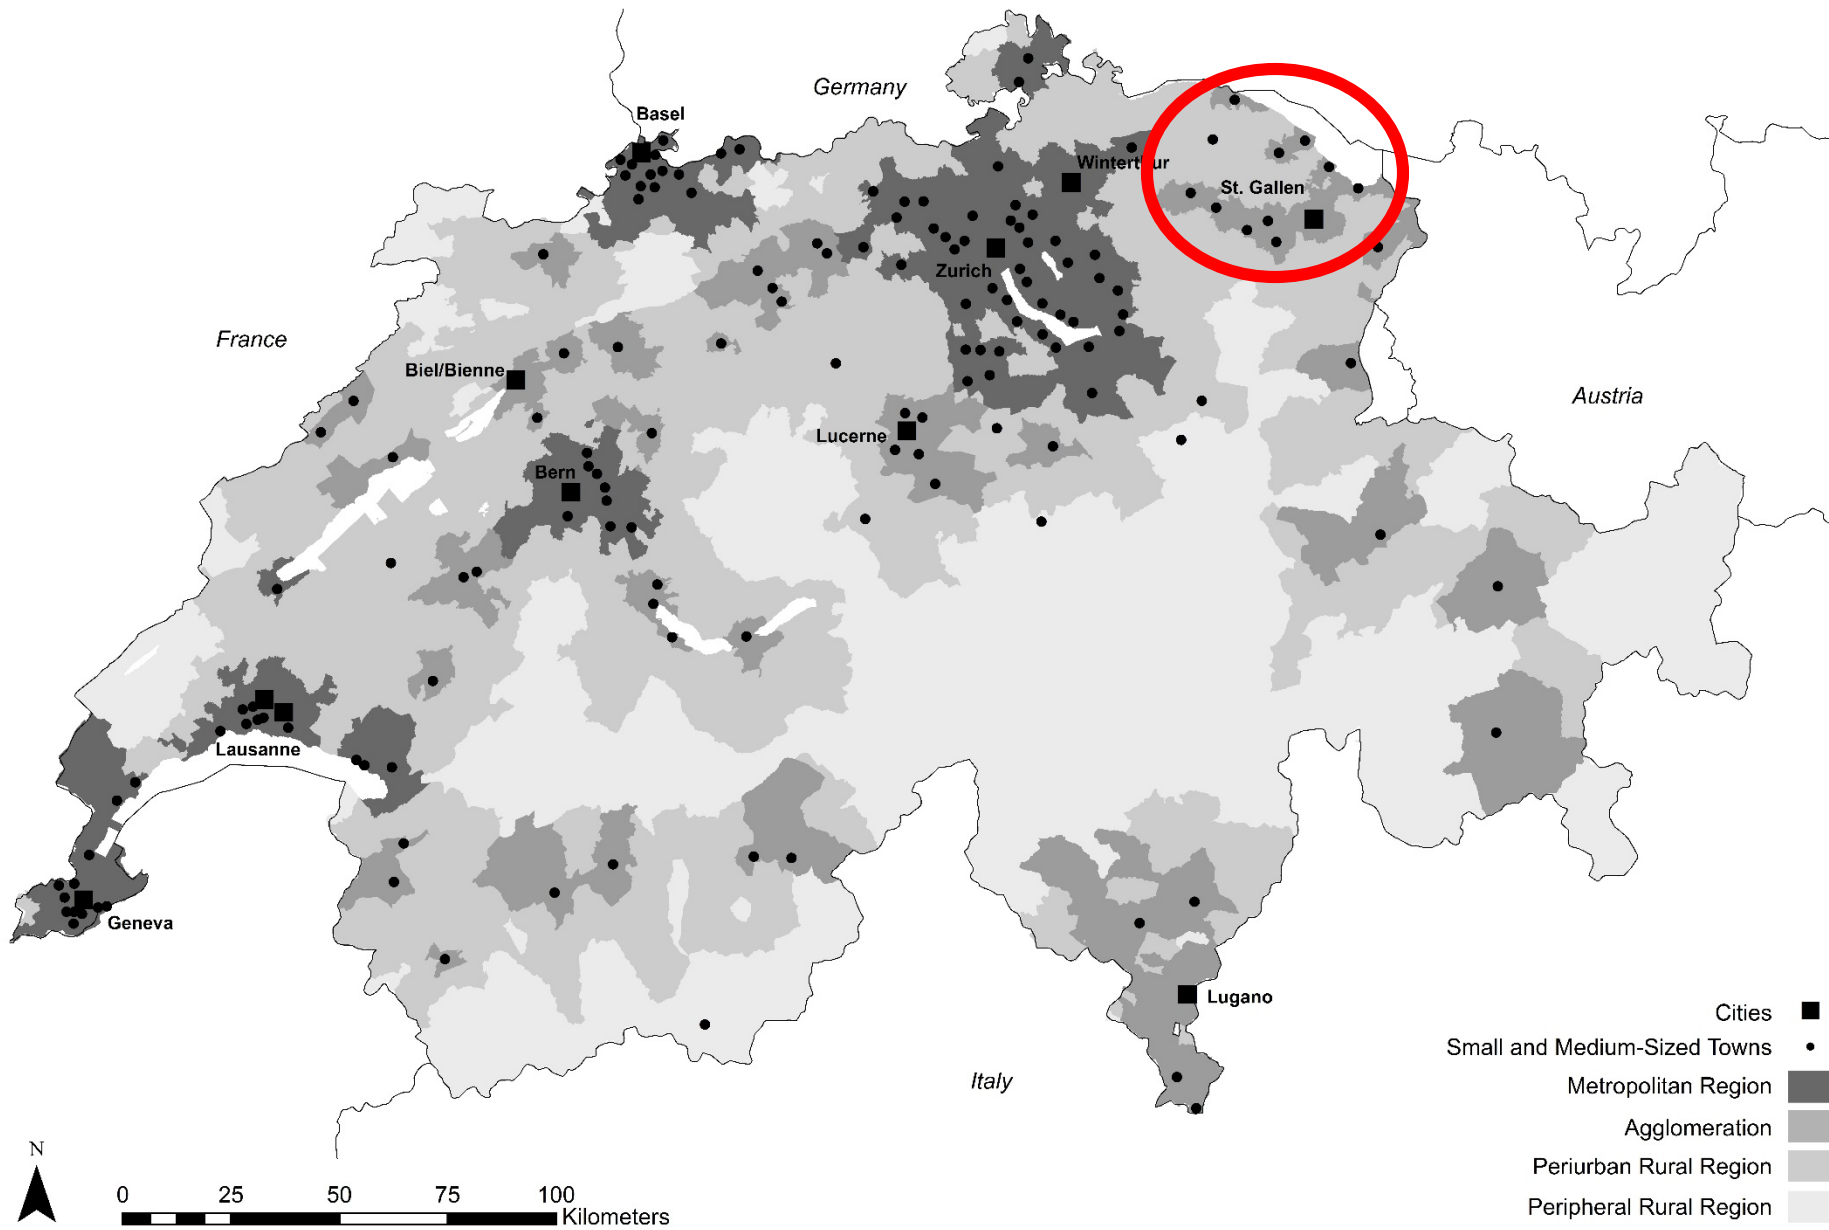 Germany
Basel
Winterthur
St. Gallen
Zurich
France
Biel/Bienne
Austria
Lucerne
Bern
Lausanne
Geneva
Lugano
Italy
Cities
Small and Medium-Sized Towns
Metropolitan Region
Agglomeration
Periurban Rural Region
Peripheral Rural Region
N
0 25 50 75 100
Kilometers